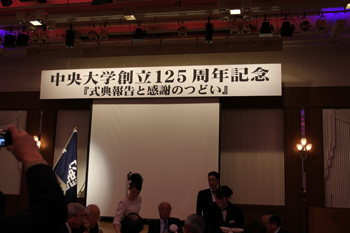 中央大学創立125周年記念
『式典報告と感謝のつどい』